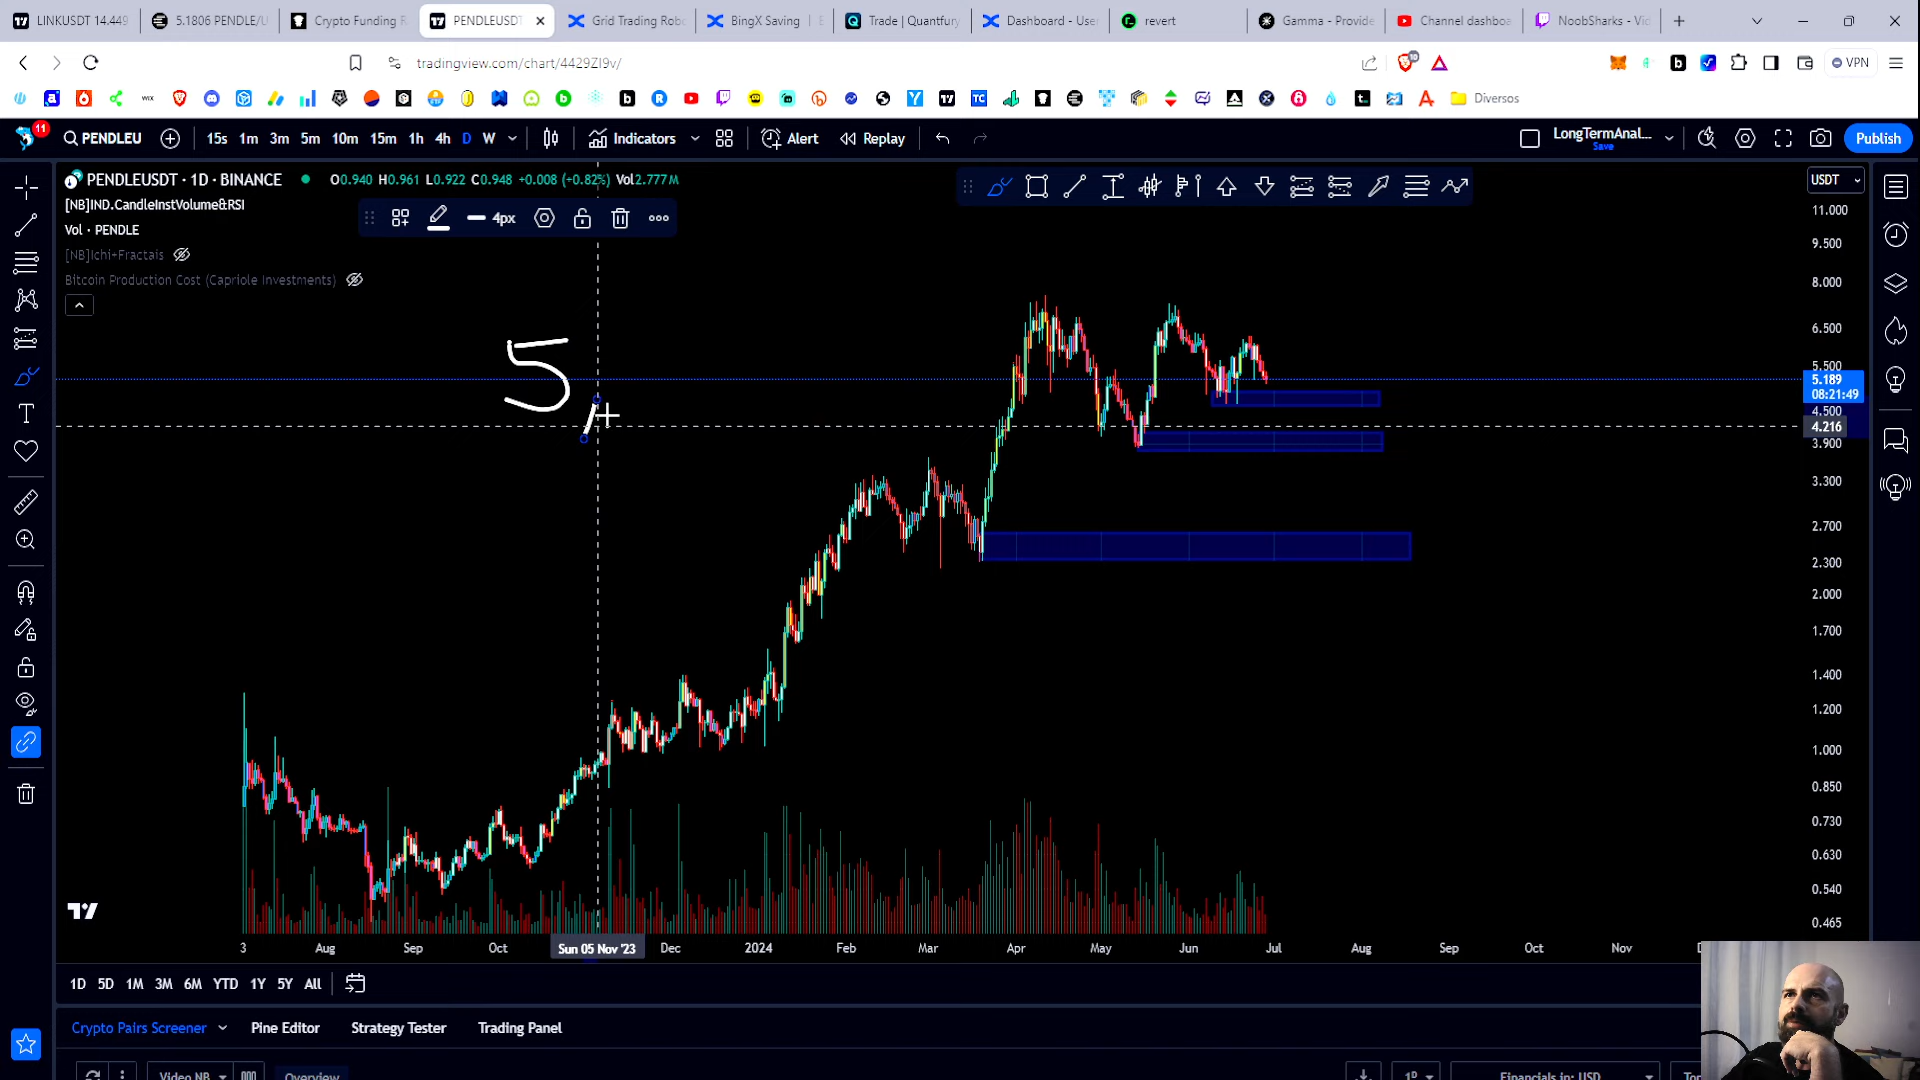 LINKUSDT 14.449
5.1806 PENDLE/U
Crypto Funding R
PENDLEUSDT
Grid Trading Rob
BingX Saving
Trade | Quantfury
Dashboard - Use
revert
Gamma - Provide
Channel dashboa
NoobSharks - Vi
tradingview.com/chart/4429ZI9v/
VPN
Diversos
11
PENDLEU
15s 1m 3m 5m 10m 15m 1h 4h D W
Indicators
Alert
Replay
LongTermAnal...
Save
Publish
PENDLEUSDT · 1D · BINANCE
O0.940 H0.961 L0.922 C0.948 +0.008 (+0.82%) Vol2.777M
USDT
[NB]IND.CandleInstVolume&RSI
4px
Vol · PENDLE
[NB]Ichi+Fractais
Bitcoin Production Cost (Capriole Investments)
5,
11.000
9.500
8.000
6.500
5.500
5.189
08:21:49
4.500
4.216
3.900
3.300
2.700
2.300
2.000
1.700
1.400
1.200
1.000
0.850
0.730
0.630
0.540
0.465
3 Aug Sep Oct Sun 05 Nov '23 Dec 2024 Feb Mar Apr May Jun Jul Aug Sep Oct Nov
1D 5D 1M 3M 6M YTD 1Y 5Y All
Crypto Pairs Screener Pine Editor Strategy Tester Trading Panel
Video NB Overview 1D Financials in: USD